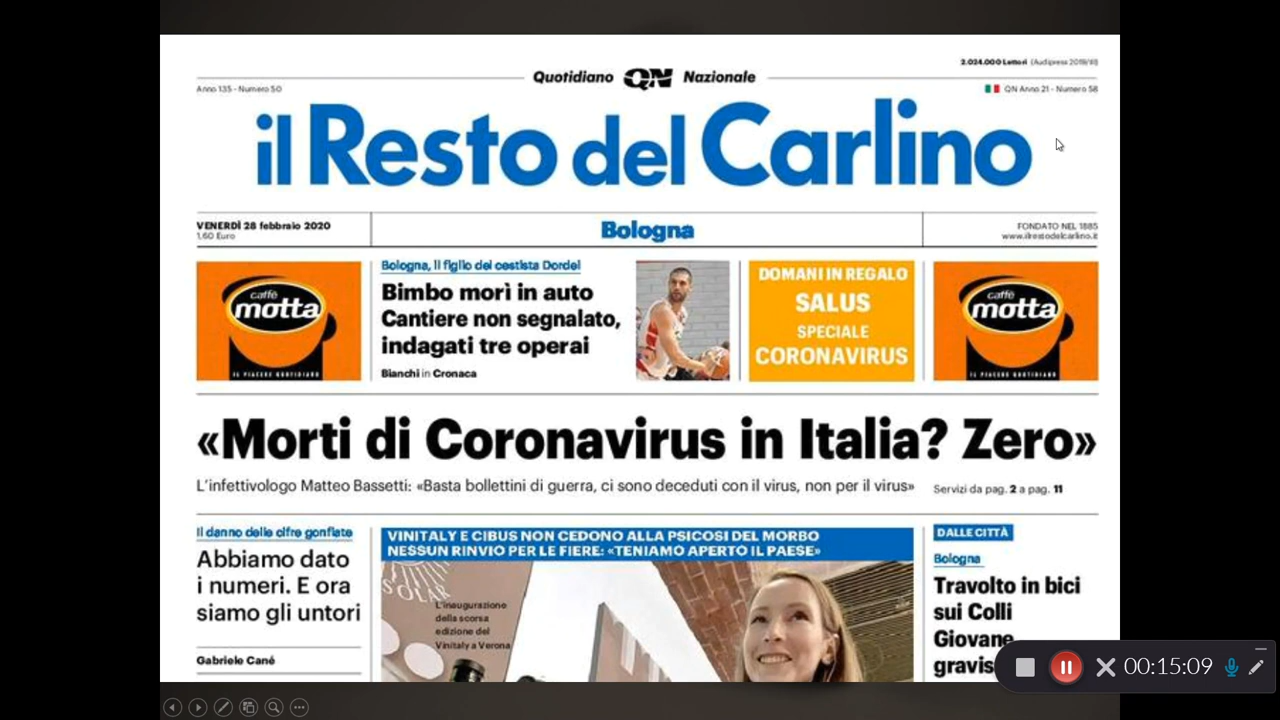 2.024.000 Lettori (Audipress 2019/III)
Quotidiano QN Nazionale
Anno 135 - Numero 50
QN Anno 21 - Numero 58
il Resto del Carlino
VENERDÌ 28 febbraio 2020
1,60 Euro
Bologna
FONDATO NEL 1885
www.ilrestodelcarlino.it
caffè
motta
IL PIACERE QUOTIDIANO
Bologna, il figlio del cestista Dordei
Bimbo morì in auto
Cantiere non segnalato,
indagati tre operai
Bianchi in Cronaca
DOMANI IN REGALO
SALUS
SPECIALE
CORONAVIRUS
caffè
motta
IL PIACERE QUOTIDIANO
«Morti di Coronavirus in Italia? Zero»
L'infettivologo Matteo Bassetti: «Basta bollettini di guerra, ci sono deceduti con il virus, non per il virus»
Servizi da pag. 2 a pag. 11
Il danno delle cifre gonfiate
Abbiamo dato
i numeri. E ora
siamo gli untori
Gabriele Cané
VINITALY E CIBUS NON CEDONO ALLA PSICOSI DEL MORBO
NESSUN RINVIO PER LE FIERE: «TENIAMO APERTO IL PAESE»
SOLAR
L'inaugurazione
della scorsa
edizione del
Vinitaly a Verona
DALLE CITTÀ
Bologna
Travolto in bici
sui Colli
Giovane
gravis
00:15:09